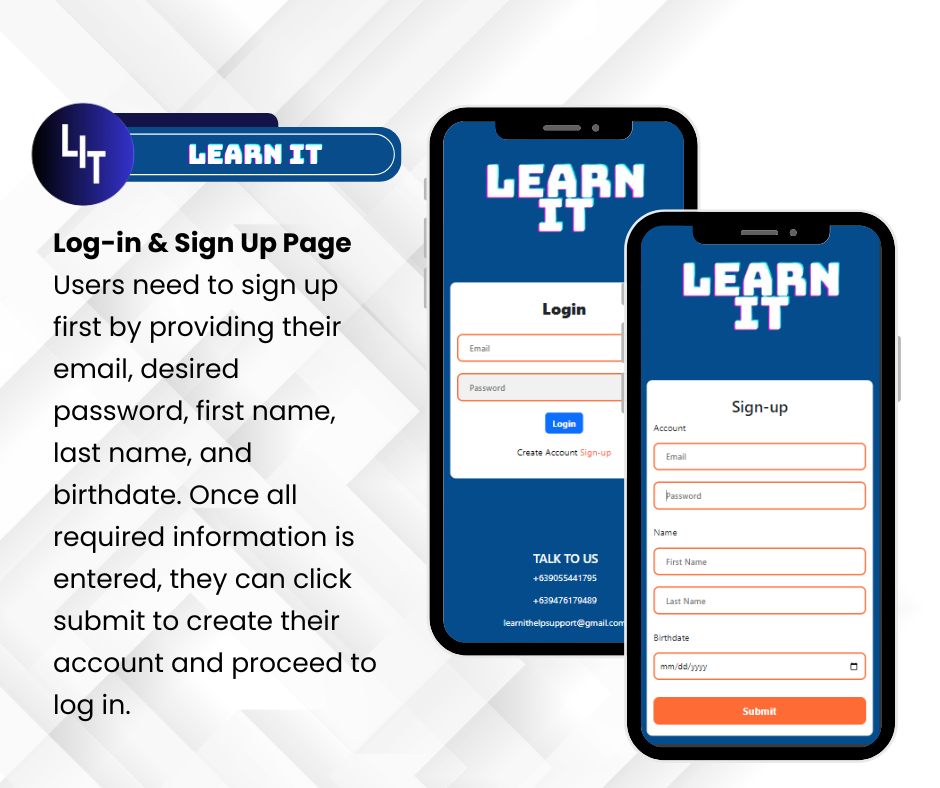 LIT
LEARN IT
Log-in & Sign Up Page
Users need to sign up
first by providing their
email, desired
password, first name,
last name, and
birthdate. Once all
required information is
entered, they can click
submit to create their
account and proceed to
log in.
LEARN
IT
Login
Email
Password
Login
Create Account Sign-up
TALK TO US
+639055441795
+639476179489
learnithelpsupport@gmail.com
LEARN
IT
Sign-up
Account
Email
Password
Name
First Name
Last Name
Birthdate
mm/dd/yyyy
Submit